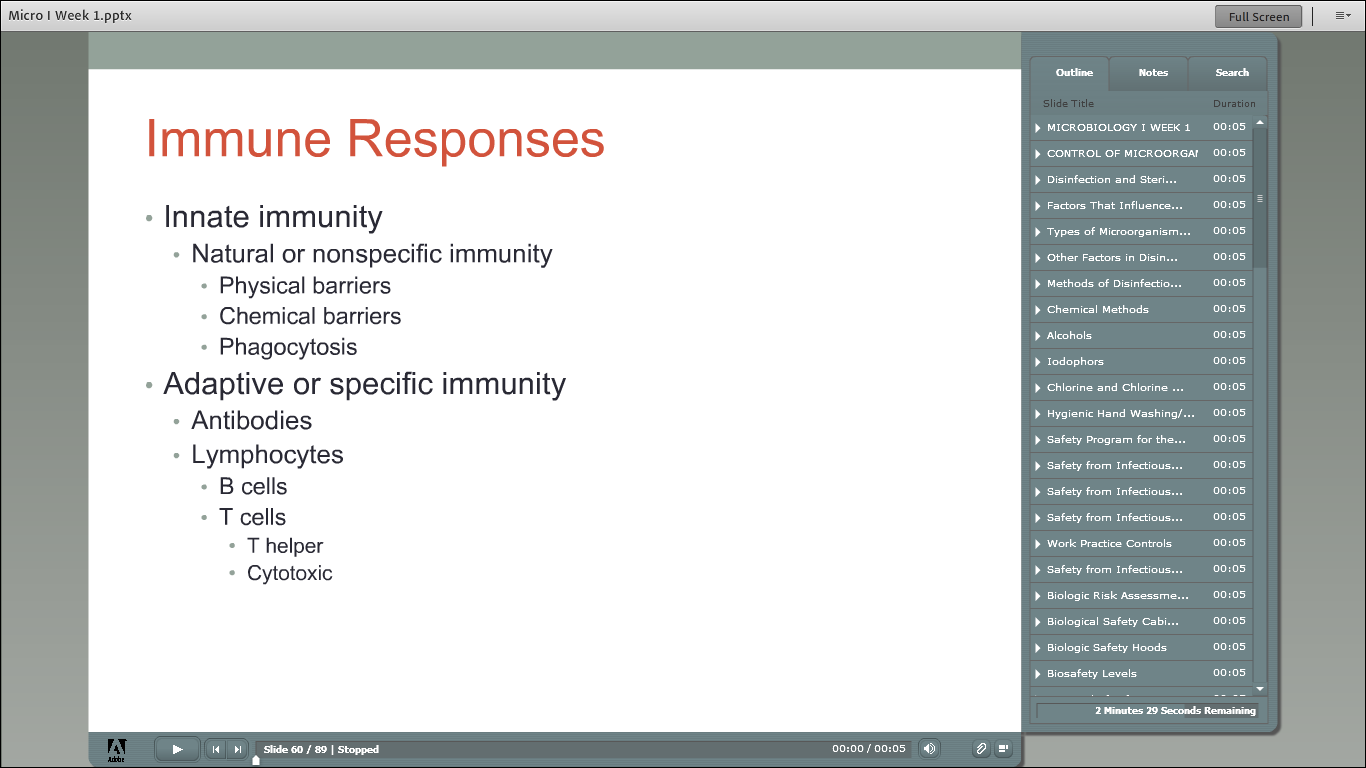 Micro I Week 1.pptx
Full Screen
Immune Responses
• Innate immunity
• Natural or nonspecific immunity
• Physical barriers
• Chemical barriers
• Phagocytosis
• Adaptive or specific immunity
• Antibodies
• Lymphocytes
• B cells
• T cells
• T helper
• Cytotoxic
Outline Notes Search
Slide Title Duration
MICROBIOLOGY I WEEK 1 00:05
CONTROL OF MICROORGAN 00:05
Disinfection and Steri... 00:05
Factors That Influence... 00:05
Types of Microorganism... 00:05
Other Factors in Disin... 00:05
Methods of Disinfectio... 00:05
Chemical Methods 00:05
Alcohols 00:05
Iodophors 00:05
Chlorine and Chlorine ... 00:05
Hygienic Hand Washing/... 00:05
Safety Program for the... 00:05
Safety from Infectious... 00:05
Safety from Infectious... 00:05
Safety from Infectious... 00:05
Work Practice Controls 00:05
Safety from Infectious... 00:05
Biologic Risk Assessme... 00:05
Biological Safety Cabi... 00:05
Biologic Safety Hoods 00:05
Biosafety Levels 00:05
2 Minutes 29 Seconds Remaining
Adobe
Slide 60 / 89 | Stopped 00:00 / 00:05